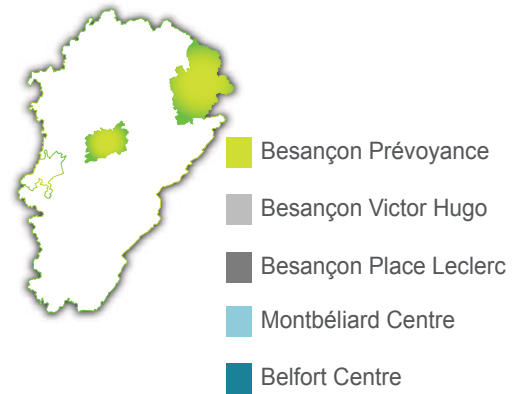 Besançon Prévoyance
Besançon Victor Hugo
Besançon Place Leclerc
Montbéliard Centre
Belfort Centre